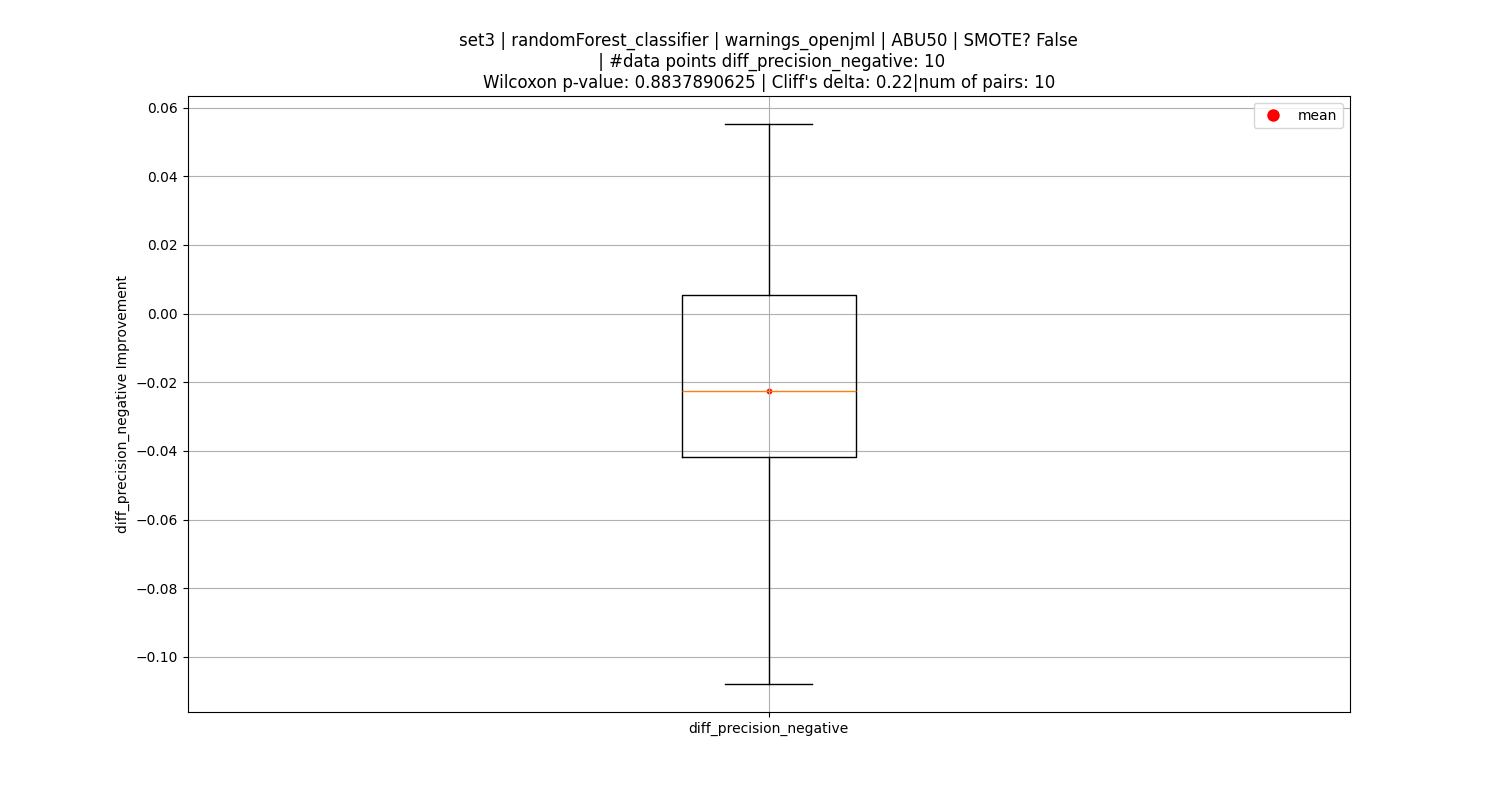 set3 | randomForest_classifier | warnings_openjml | ABU50 | SMOTE? False
| #data points diff_precision_negative: 10
Wilcoxon p-value: 0.8837890625 | Cliff's delta: 0.22|num of pairs: 10
mean
0.06
0.04
0.02
0.00
−0.02
−0.04
−0.06
−0.08
−0.10
diff_precision_negative Improvement
diff_precision_negative